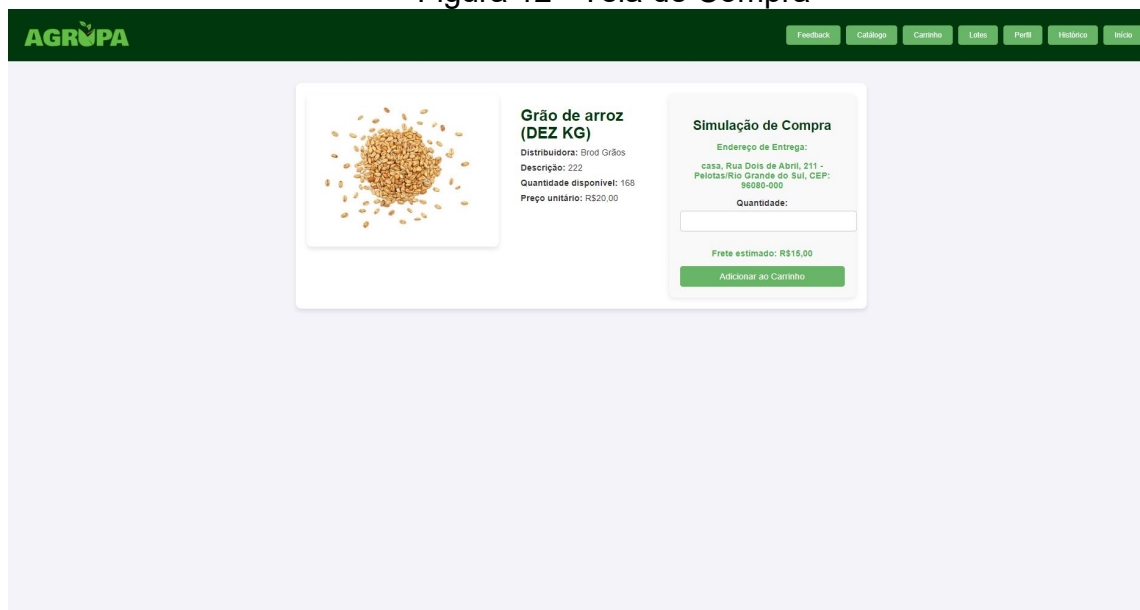 Figura 12 - Tela de Compra
AGRUPA
Feedback
Catálogo
Carrinho
Lotes
Perfil
Histórico
Início
Grão de arroz
(DEZ KG)
Distribuidora: Brod Grãos
Descrição: 222
Quantidade disponível: 168
Preço unitário: R$20,00
Simulação de Compra
Endereço de Entrega:
casa, Rua Dois de Abril, 211 -
Pelotas/Rio Grande do Sul, CEP:
96080-000
Quantidade:
Frete estimado: R$15,00
Adicionar ao Carrinho